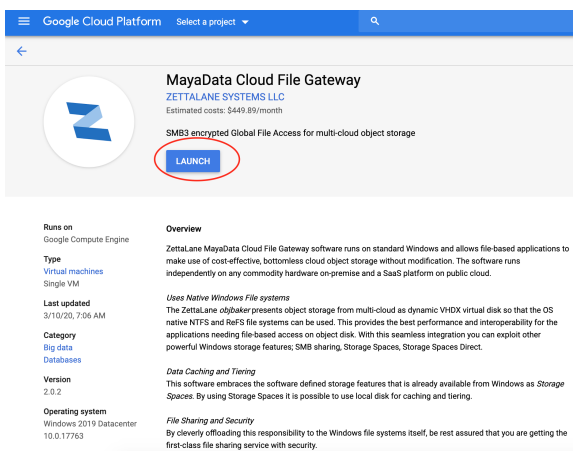 Google Cloud Platform Select a project
MayaData Cloud File Gateway
ZETTALANE SYSTEMS LLC
Estimated costs: $449.89/month
SMB3 encrypted Global File Access for multi-cloud object storage
LAUNCH
Runs on
Google Compute Engine
Type
Virtual machines
Single VM
Last updated
3/10/20, 7:06 AM
Category
Big data
Databases
Version
2.0.2
Operating system
Windows 2019 Datacenter
10.0.17763
Overview
ZettaLane MayaData Cloud File Gateway software runs on standard Windows and allows file-based applications to
make use of cost-effective, bottomless cloud object storage without modification. The software runs
independently on any commodity hardware on-premise and a SaaS platform on public cloud.
Uses Native Windows File systems
The ZettaLane objbaker presents object storage from multi-cloud as dynamic VHDX virtual disk so that the OS
native NTFS and ReFS file systems can be used. This provides the best performance and interoperability for the
applications needing file-based access on object disk. With this seamless integration you can exploit other
powerful Windows storage features; SMB sharing, Storage Spaces, Storage Spaces Direct.
Data Caching and Tiering
This software embraces the software defined storage features that is already available from Windows as Storage
Spaces. By using Storage Spaces it is possible to use local disk for caching and tiering.
File Sharing and Security
By cleverly offloading this responsibility to the Windows file systems itself, be rest assured that you are getting the
first-class file sharing service with security.